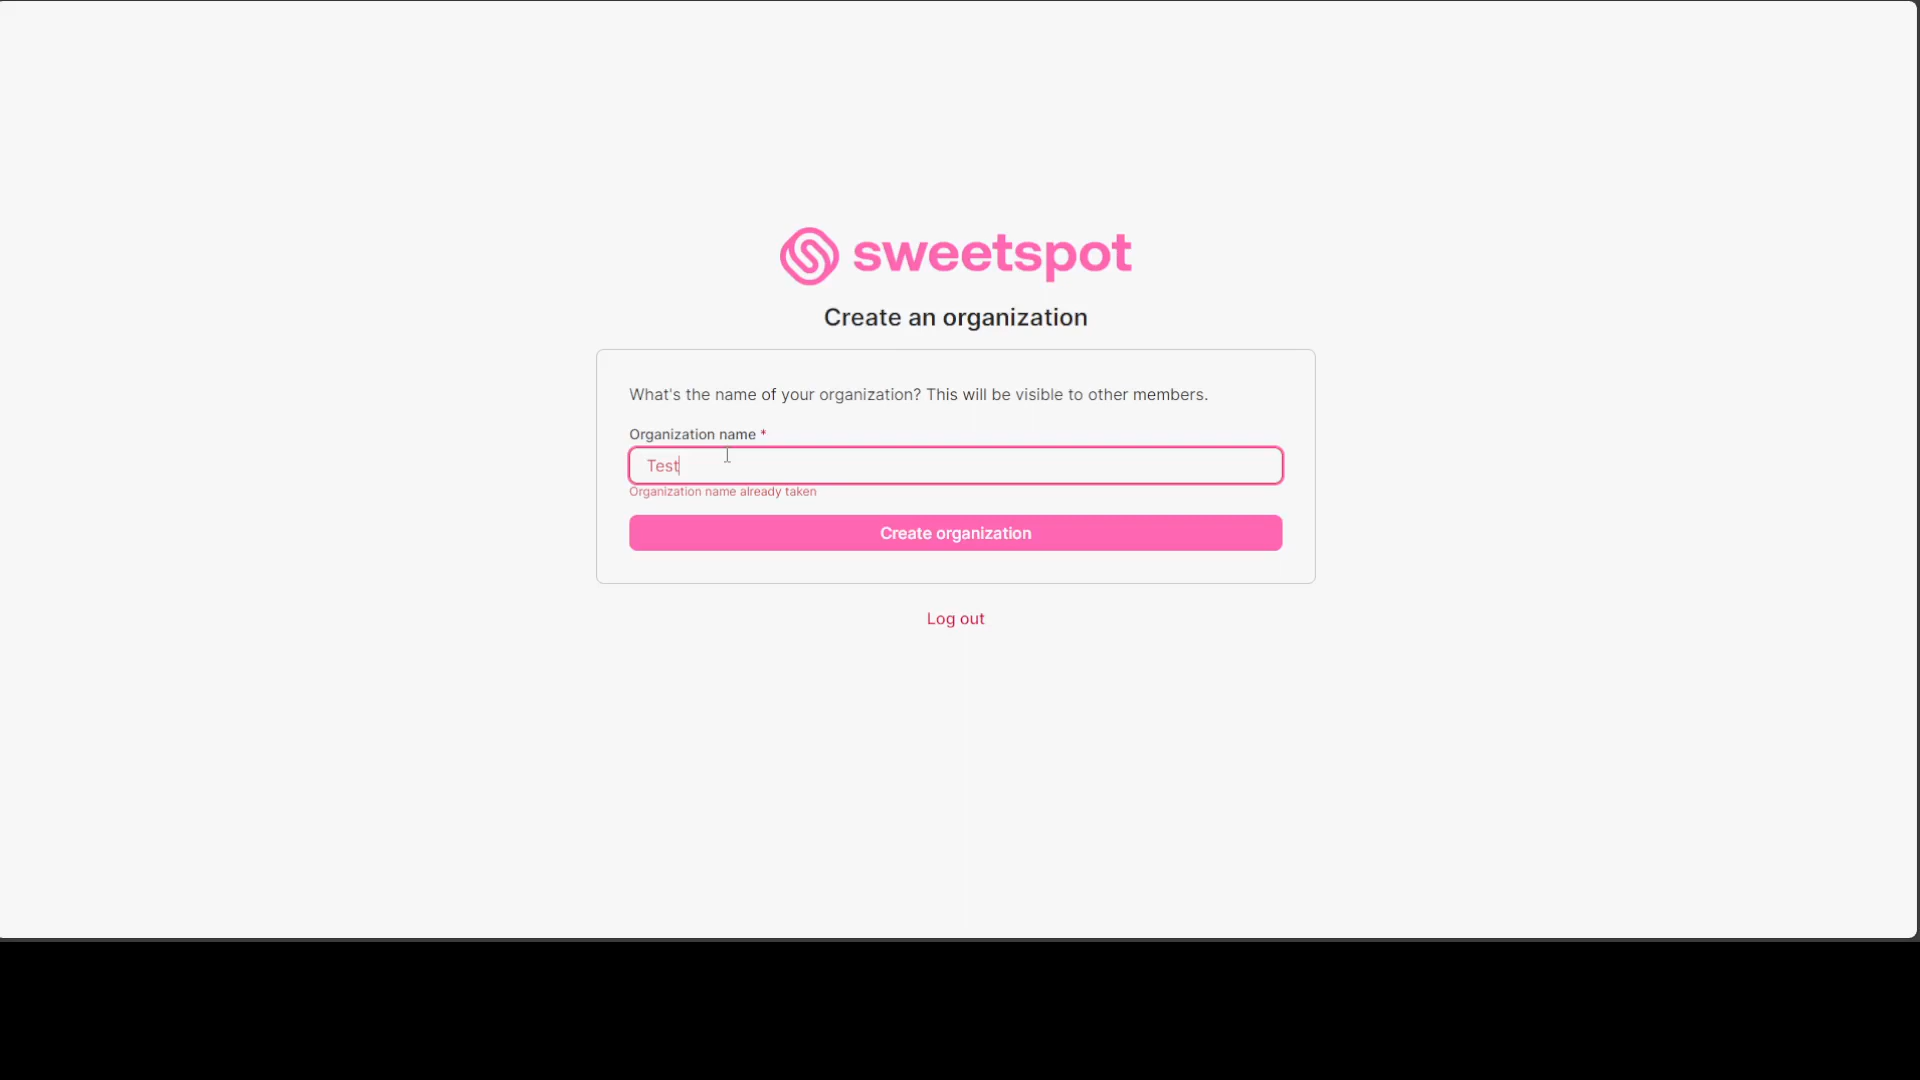 sweetspot
Create an organization
What's the name of your organization? This will be visible to other members.
Organization name *
Test
Organization name already taken
Create organization
Log out